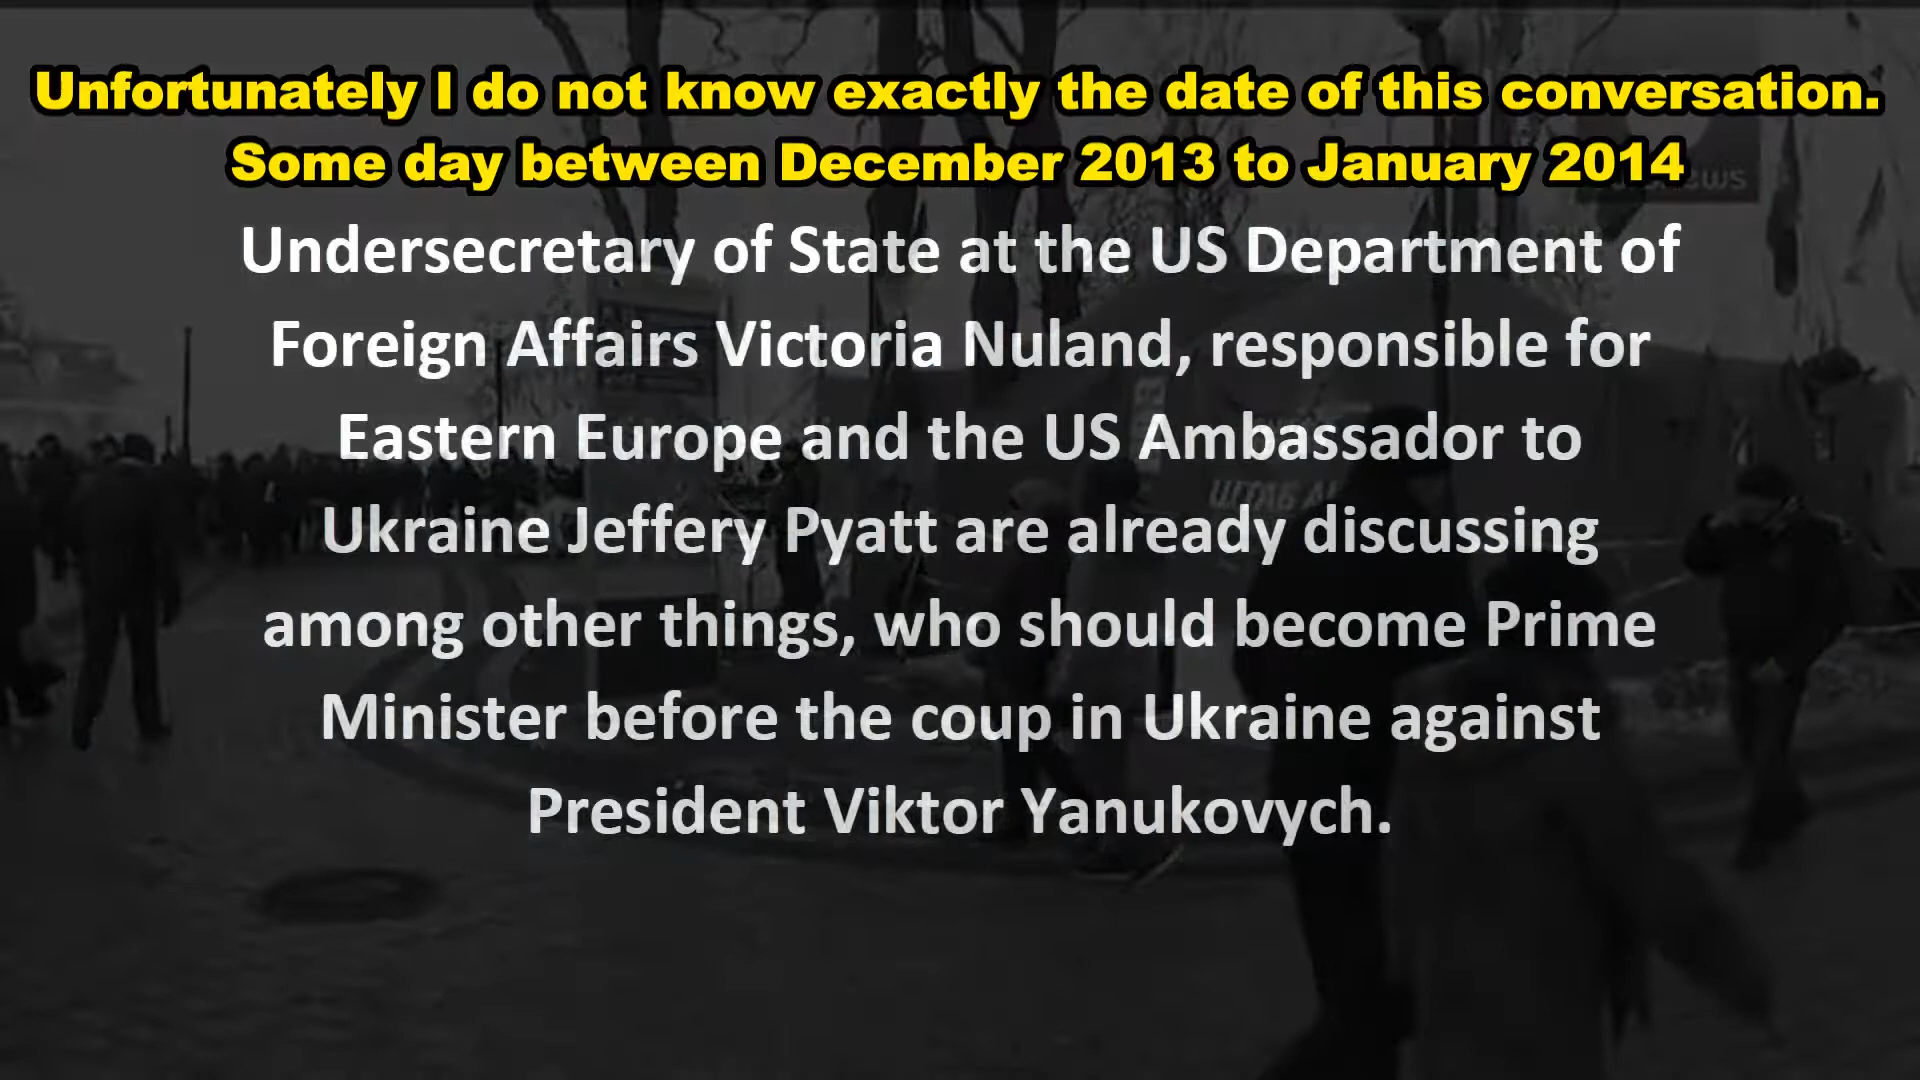 Unfortunately I do not know exactly the date of this conversation.
Some day between December 2013 to January 2014
Undersecretary of State at the US Department of
Foreign Affairs Victoria Nuland, responsible for
Eastern Europe and the US Ambassador to
Ukraine Jeffery Pyatt are already discussing
among other things, who should become Prime
Minister before the coup in Ukraine against
President Viktor Yanukovych.